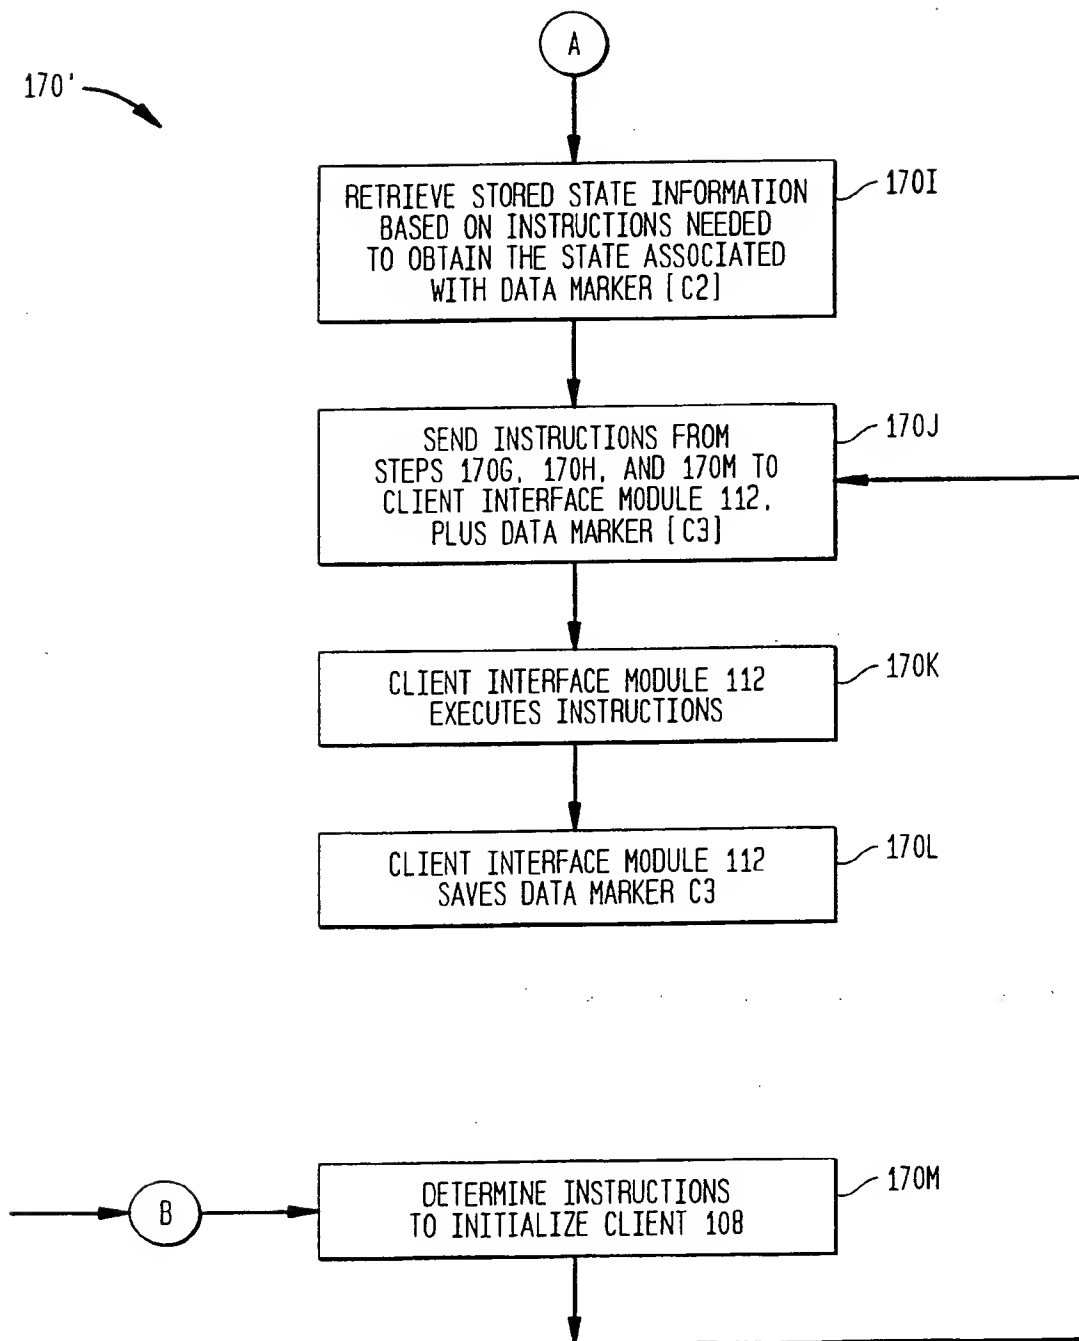 A
170'
RETRIEVE STORED STATE INFORMATION
BASED ON INSTRUCTIONS NEEDED
TO OBTAIN THE STATE ASSOCIATED
WITH DATA MARKER [C2]
170I
SEND INSTRUCTIONS FROM
STEPS 170G, 170H, AND 170M TO
CLIENT INTERFACE MODULE 112,
PLUS DATA MARKER [C3]
170J
CLIENT INTERFACE MODULE 112
EXECUTES INSTRUCTIONS
170K
CLIENT INTERFACE MODULE 112
SAVES DATA MARKER C3
170L
B
DETERMINE INSTRUCTIONS
TO INITIALIZE CLIENT 108
170M